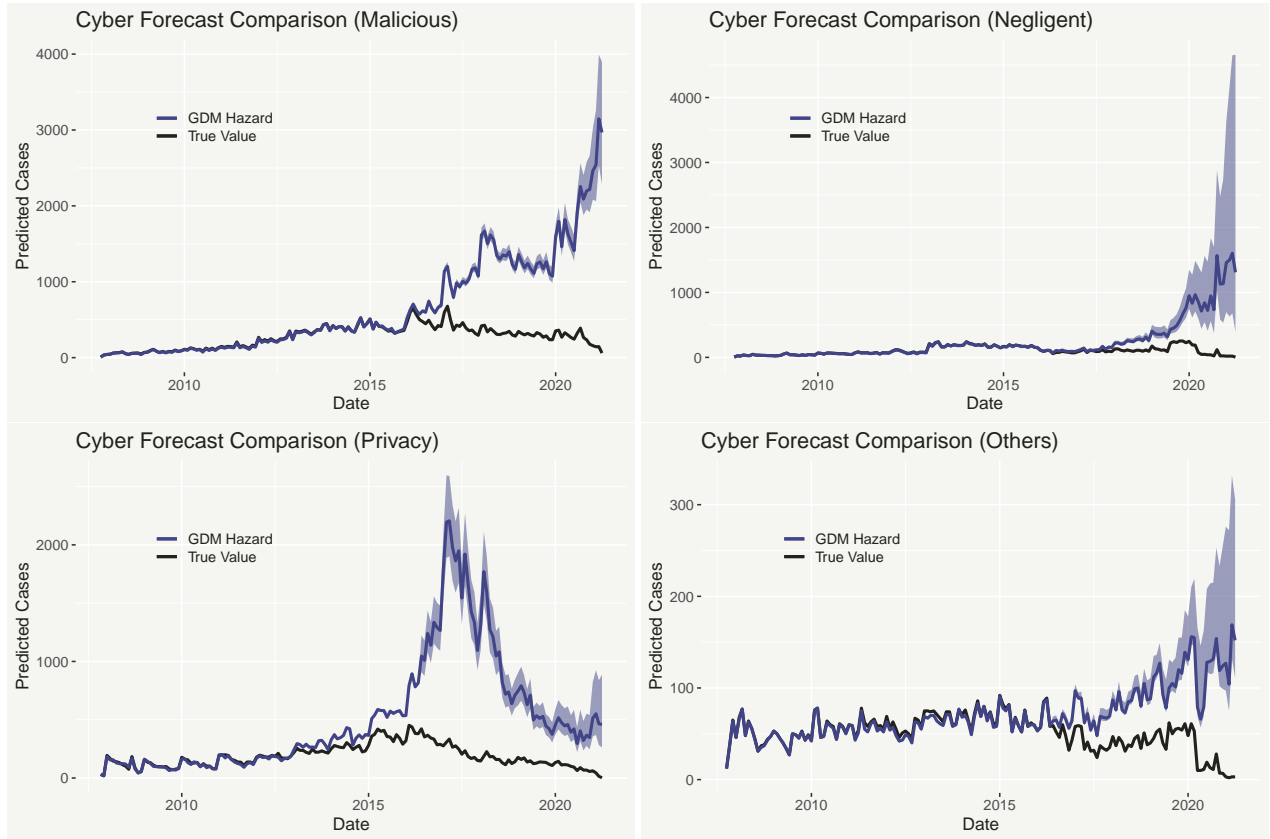 Cyber Forecast Comparison (Malicious)
4000
3000
2000
1000
0
Predicted Cases
GDM Hazard
True Value
2010
2015
2020
Date
Cyber Forecast Comparison (Negligent)
4000
3000
2000
1000
0
Predicted Cases
GDM Hazard
True Value
2010
2015
2020
Date
Cyber Forecast Comparison (Privacy)
2000
1000
0
Predicted Cases
GDM Hazard
True Value
2010
2015
2020
Date
Cyber Forecast Comparison (Others)
300
200
100
0
Predicted Cases
GDM Hazard
True Value
2010
2015
2020
Date